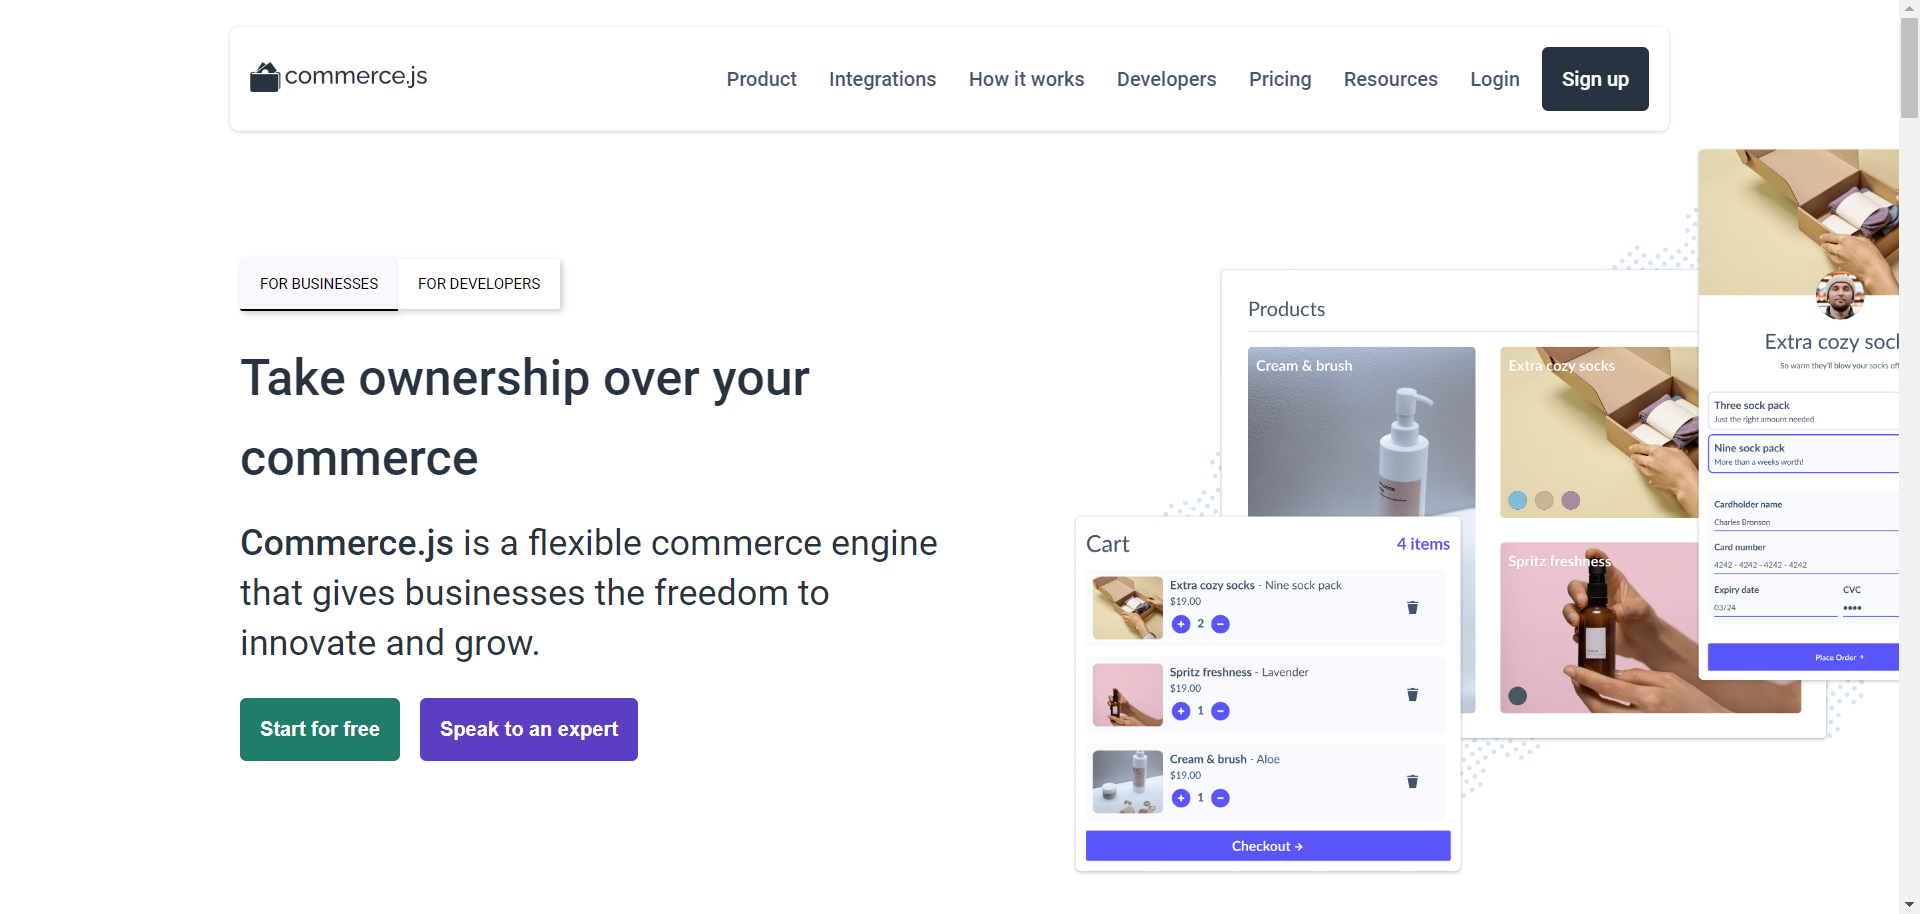 commerce.js
Product Integrations How it works Developers Pricing Resources Login Sign up
FOR BUSINESSES FOR DEVELOPERS
Take ownership over your
commerce
Commerce.js is a flexible commerce engine
that gives businesses the freedom to
innovate and grow.
Start for free Speak to an expert
Products
Cream & brush
Extra cozy socks
Spritz freshness
Cart 4 items
Extra cozy socks - Nine sock pack
$19.00
+ 2 −
Spritz freshness - Lavender
$19.00
+ 1 −
Cream & brush - Aloe
$19.00
+ 1 −
Checkout →
Extra cozy sock
So warm they'll blow your socks off
Three sock pack
Just the right amount needed
Nine sock pack
More than a weeks worth!
Cardholder name
Charles Bronson
Card number
4242 - 4242 - 4242 - 4242
Expiry date CVC
03/24 ••••
Place Order →